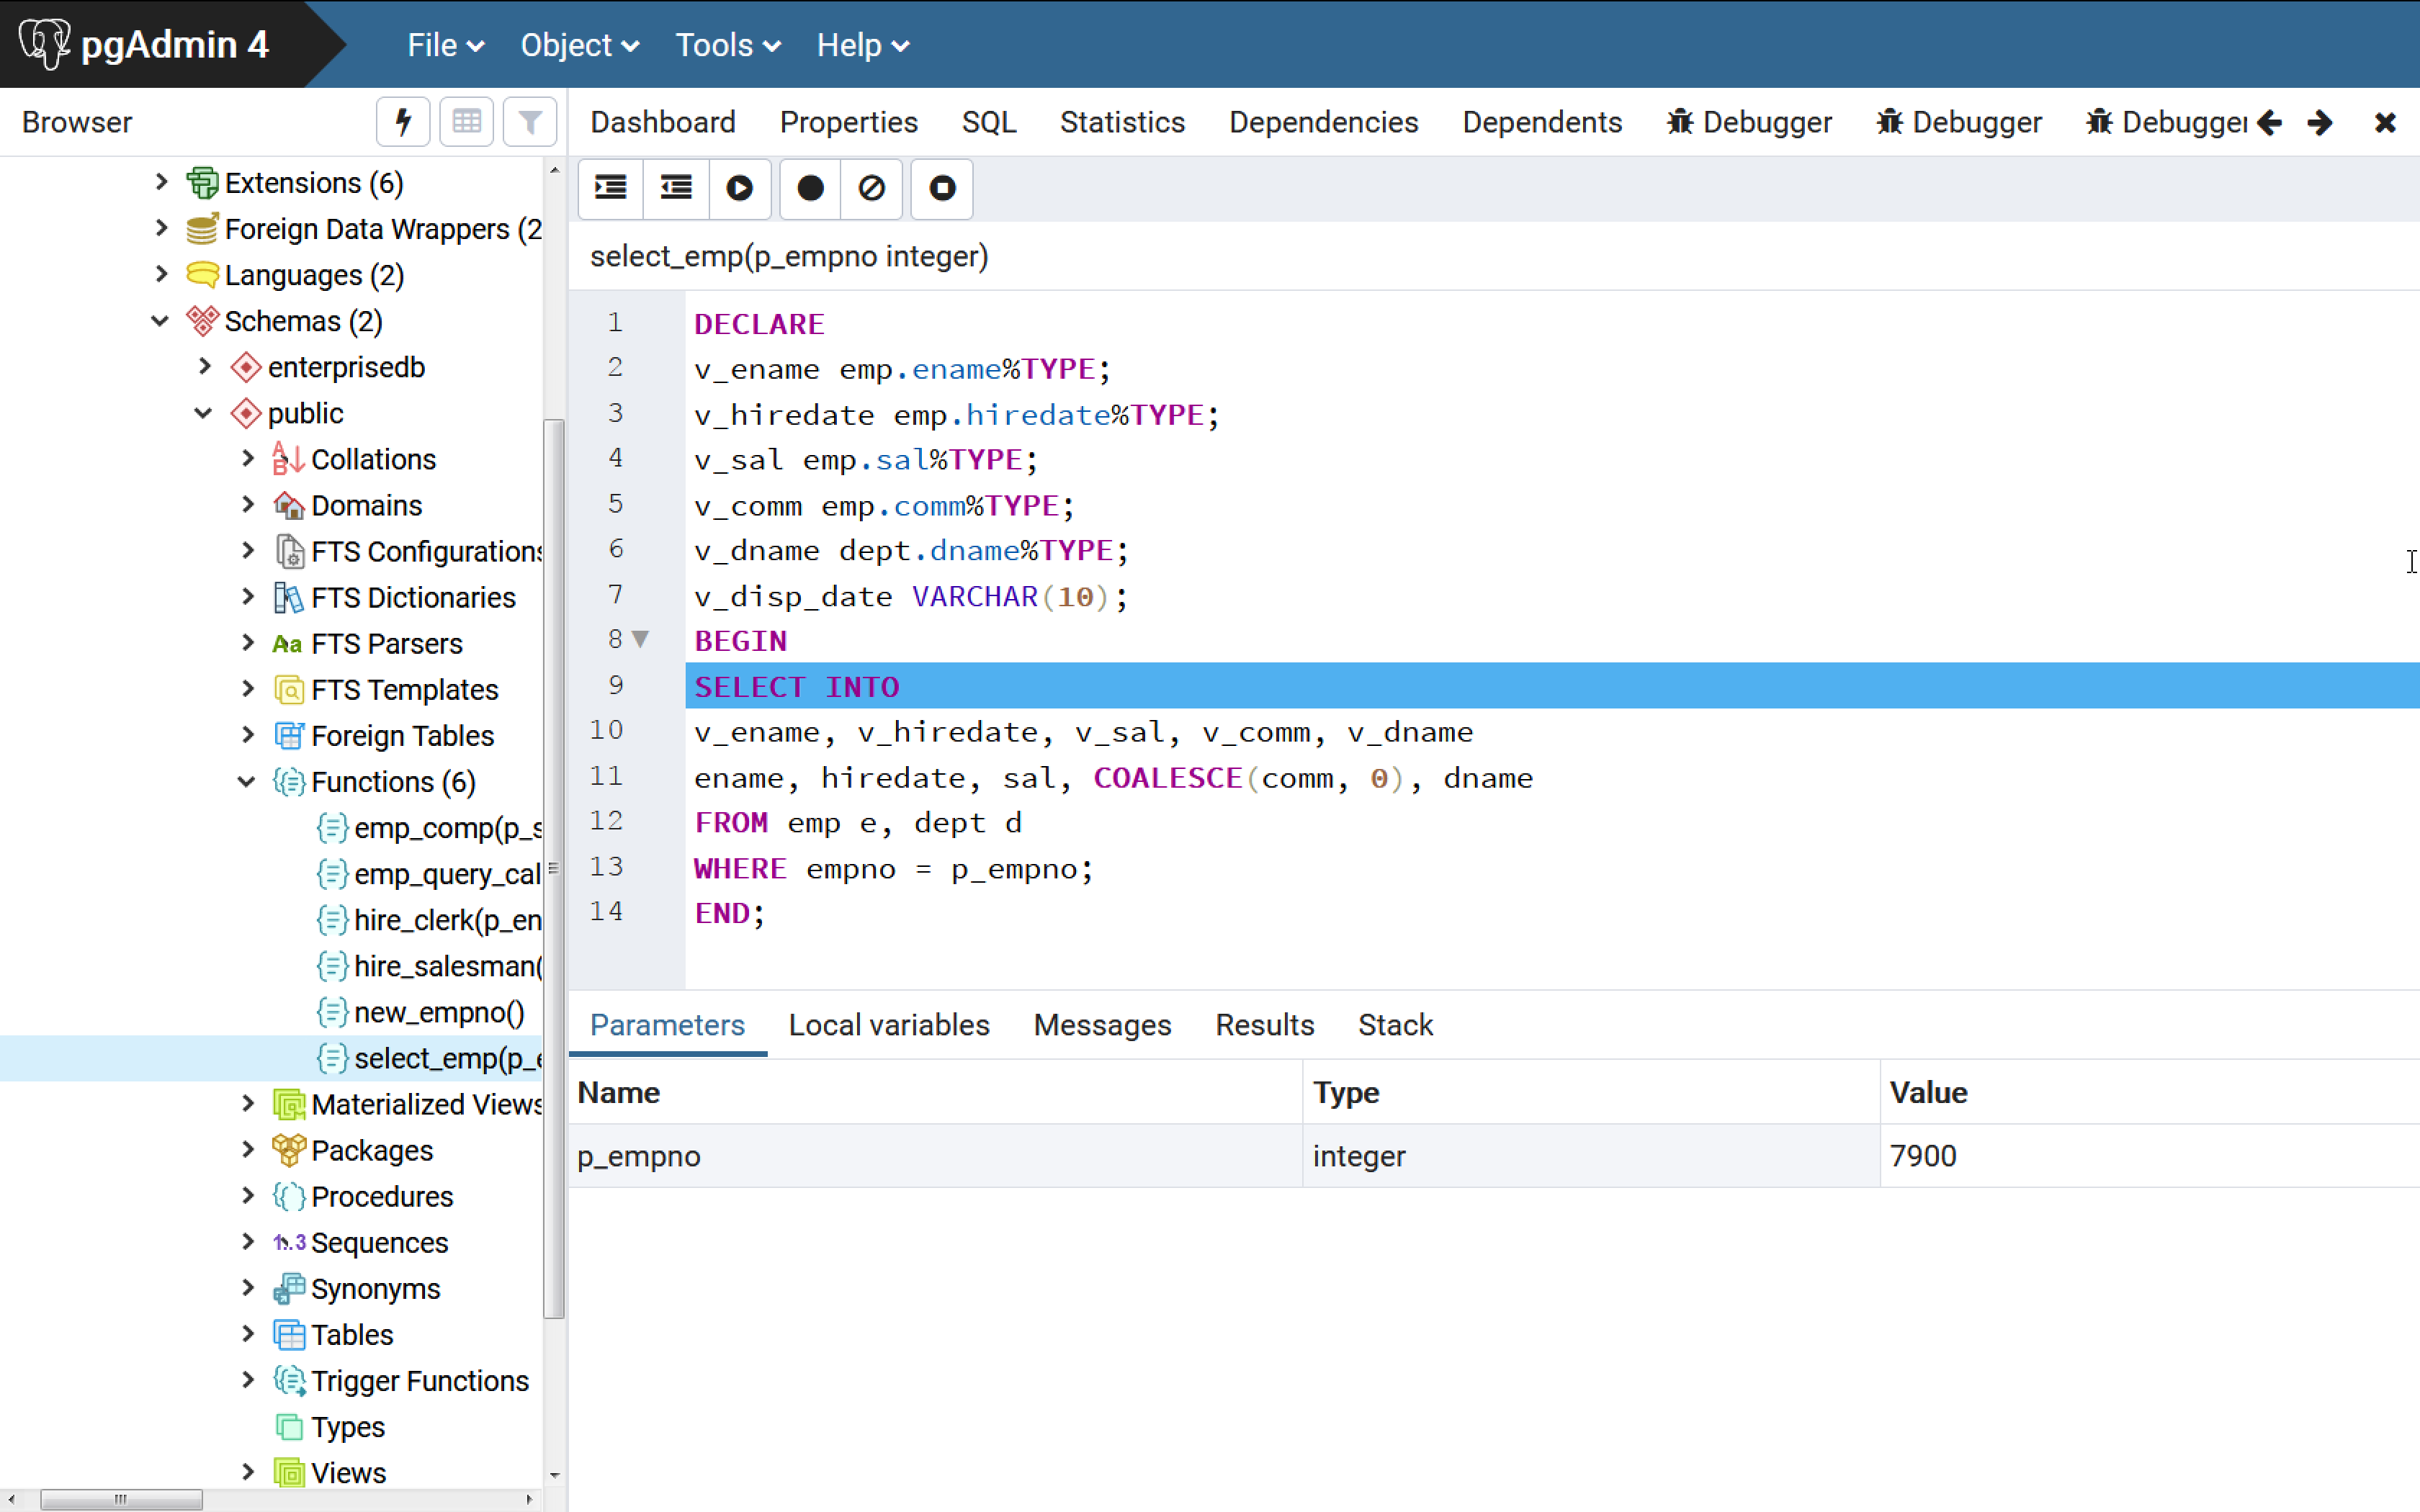 pgAdmin 4 File Object Tools Help
Browser
Dashboard Properties SQL Statistics Dependencies Dependents Debugger Debugger Debugger
Extensions (6)
Foreign Data Wrappers (2
Languages (2)
Schemas (2)
enterprisedb
public
Collations
Domains
FTS Configurations
FTS Dictionaries
Aa FTS Parsers
FTS Templates
Foreign Tables
Functions (6)
emp_comp(p_s
emp_query_cal
hire_clerk(p_en
hire_salesman(
new_empno()
select_emp(p_e
Materialized Views
Packages
Procedures
1..3 Sequences
Synonyms
Tables
Trigger Functions
Types
Views
select_emp(p_empno integer)
1 DECLARE
2 v_ename emp.ename%TYPE;
3 v_hiredate emp.hiredate%TYPE;
4 v_sal emp.sal%TYPE;
5 v_comm emp.comm%TYPE;
6 v_dname dept.dname%TYPE;
7 v_disp_date VARCHAR(10);
8 BEGIN
9 SELECT INTO
10 v_ename, v_hiredate, v_sal, v_comm, v_dname
11 ename, hiredate, sal, COALESCE(comm, 0), dname
12 FROM emp e, dept d
13 WHERE empno = p_empno;
14 END;
Parameters Local variables Messages Results Stack
Name Type Value
p_empno integer 7900